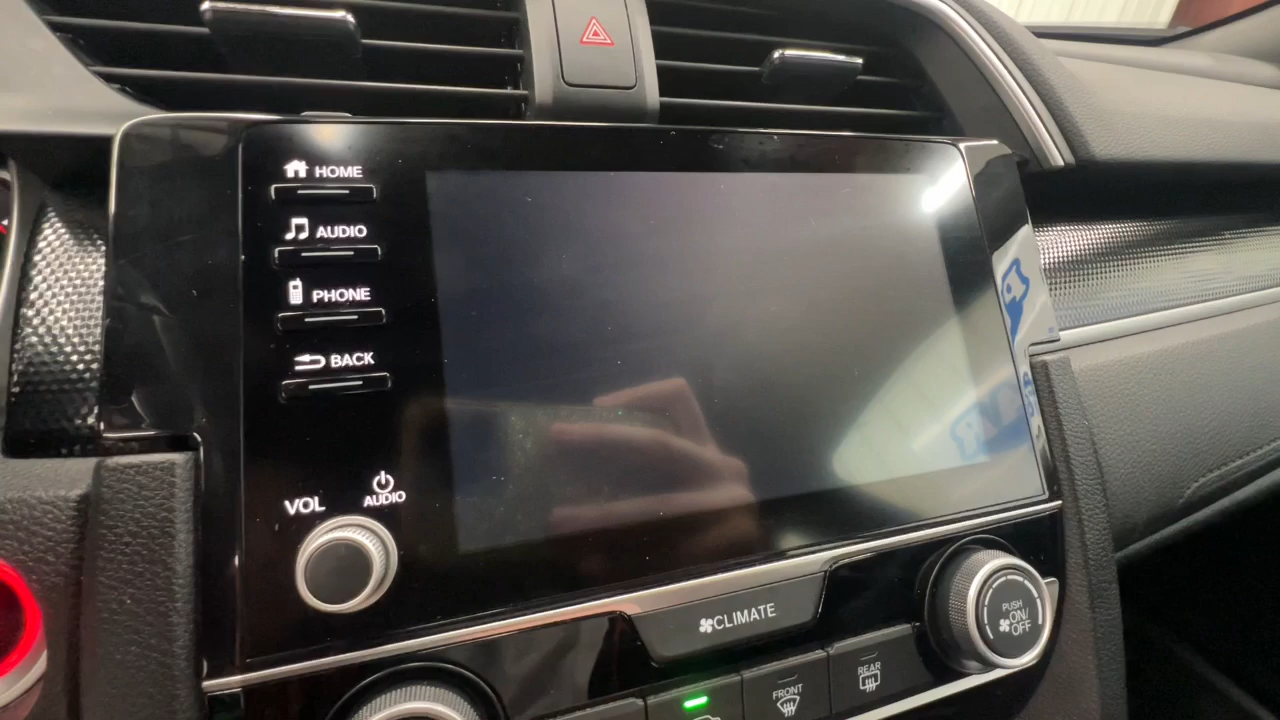 HOME
AUDIO
PHONE
BACK
VOL
AUDIO
CLIMATE
PUSH
ON/
OFF
FRONT
REAR